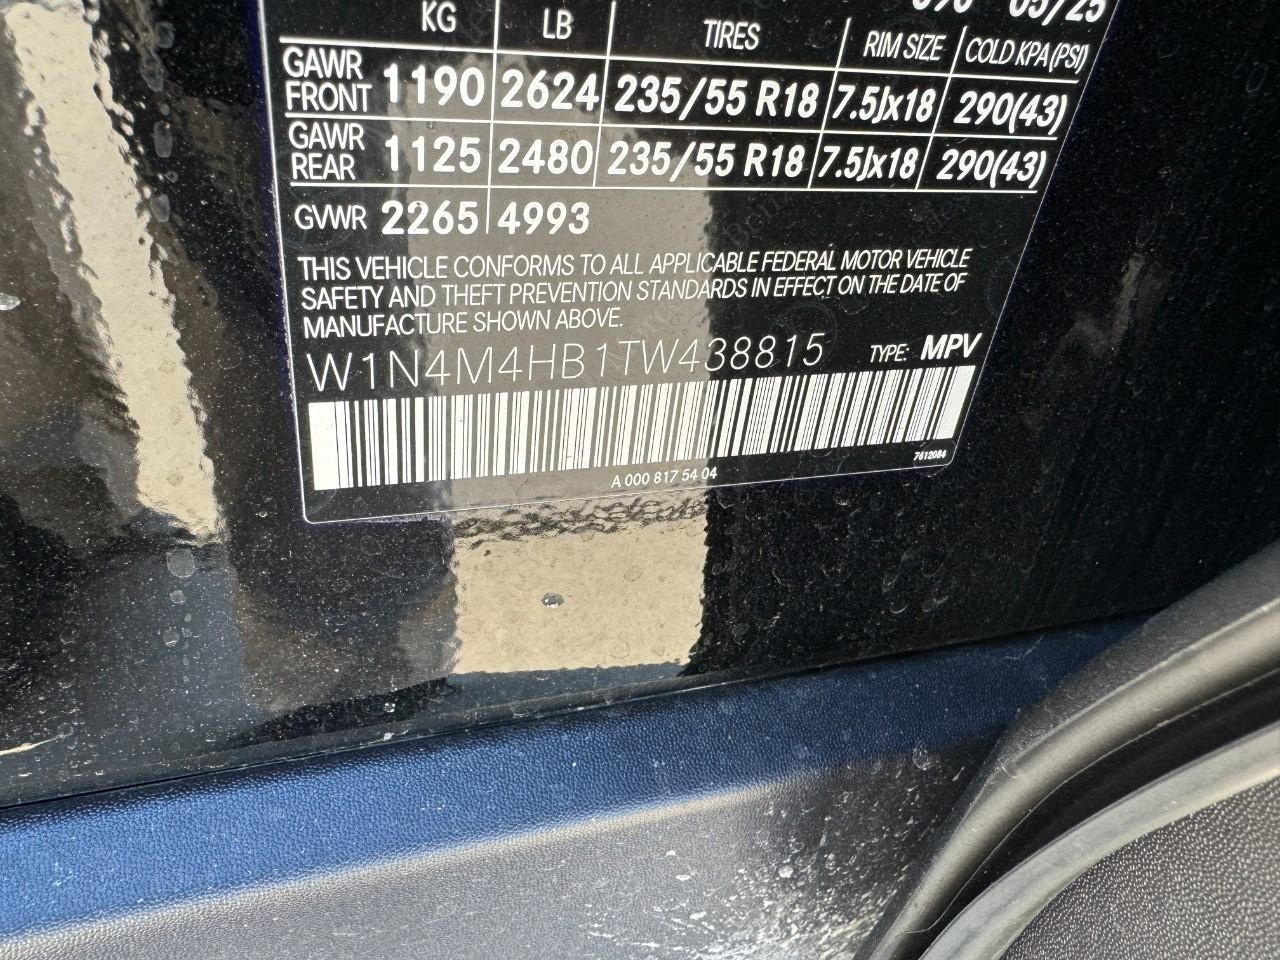 05/25
KG LB TIRES RIM SIZE COLD KPA (PSI)
GAWR FRONT 1190 2624 235/55 R18 7.5Jx18 290(43)
GAWR REAR 1125 2480 235/55 R18 7.5Jx18 290(43)
GVWR 2265 4993
THIS VEHICLE CONFORMS TO ALL APPLICABLE FEDERAL MOTOR VEHICLE
SAFETY AND THEFT PREVENTION STANDARDS IN EFFECT ON THE DATE OF
MANUFACTURE SHOWN ABOVE.
W1N4M4HB1TW438815 TYPE: MPV
7612084
A 000 817 54 04